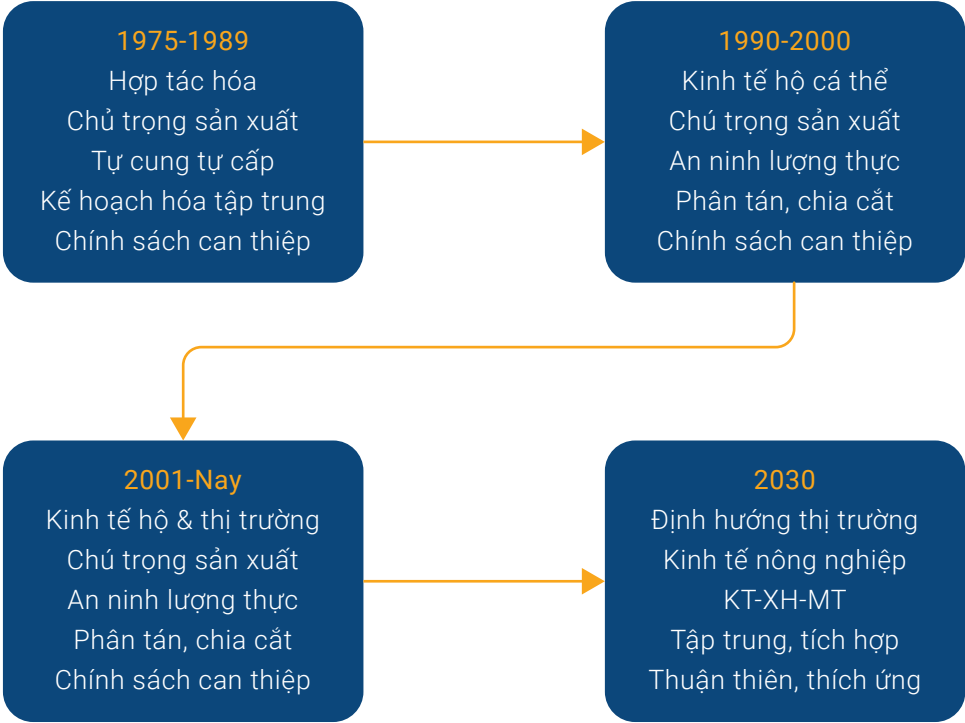 1975-1989
Hợp tác hóa
Chủ trọng sản xuất
Tự cung tự cấp
Kế hoạch hóa tập trung
Chính sách can thiệp
1990-2000
Kinh tế hộ cá thể
Chú trọng sản xuất
An ninh lượng thực
Phân tán, chia cắt
Chính sách can thiệp
2001-Nay
Kinh tế hộ & thị trường
Chú trọng sản xuất
An ninh lượng thực
Phân tán, chia cắt
Chính sách can thiệp
2030
Định hướng thị trường
Kinh tế nông nghiệp
KT-XH-MT
Tập trung, tích hợp
Thuận thiên, thích ứng